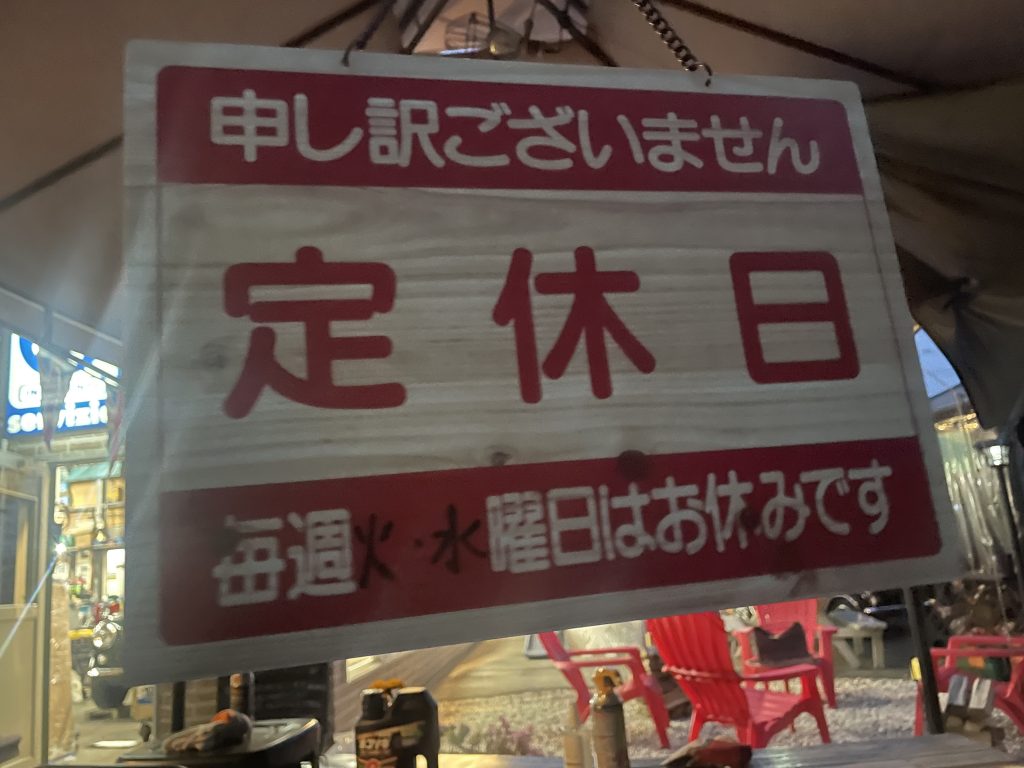 申し訳ございません
定休日
毎週火・水曜日はお休みです